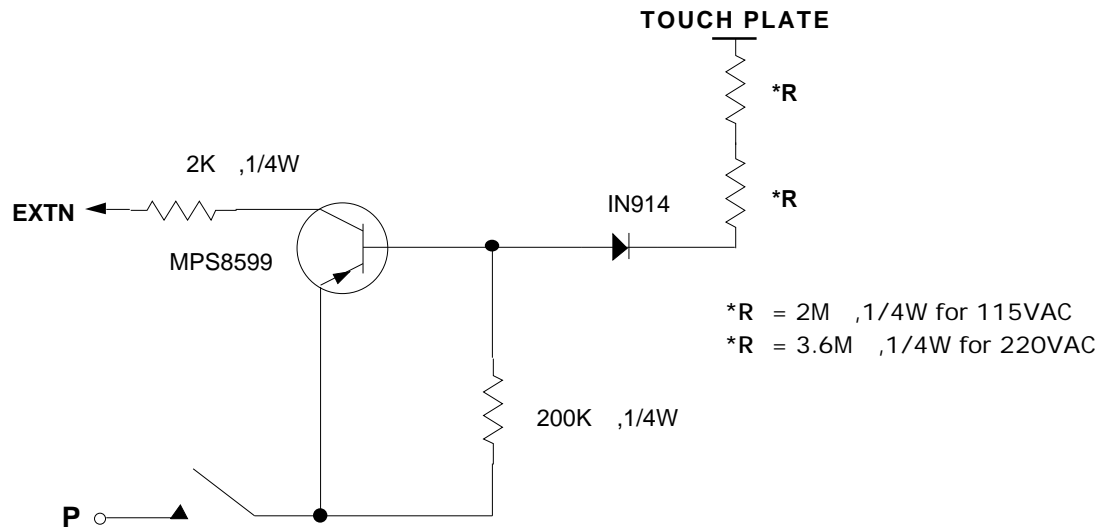 TOUCH PLATE
*R
2K ,1/4W
*R
EXTN
IN914
MPS8599
*R = 2M ,1/4W for 115VAC
*R = 3.6M ,1/4W for 220VAC
200K ,1/4W
P